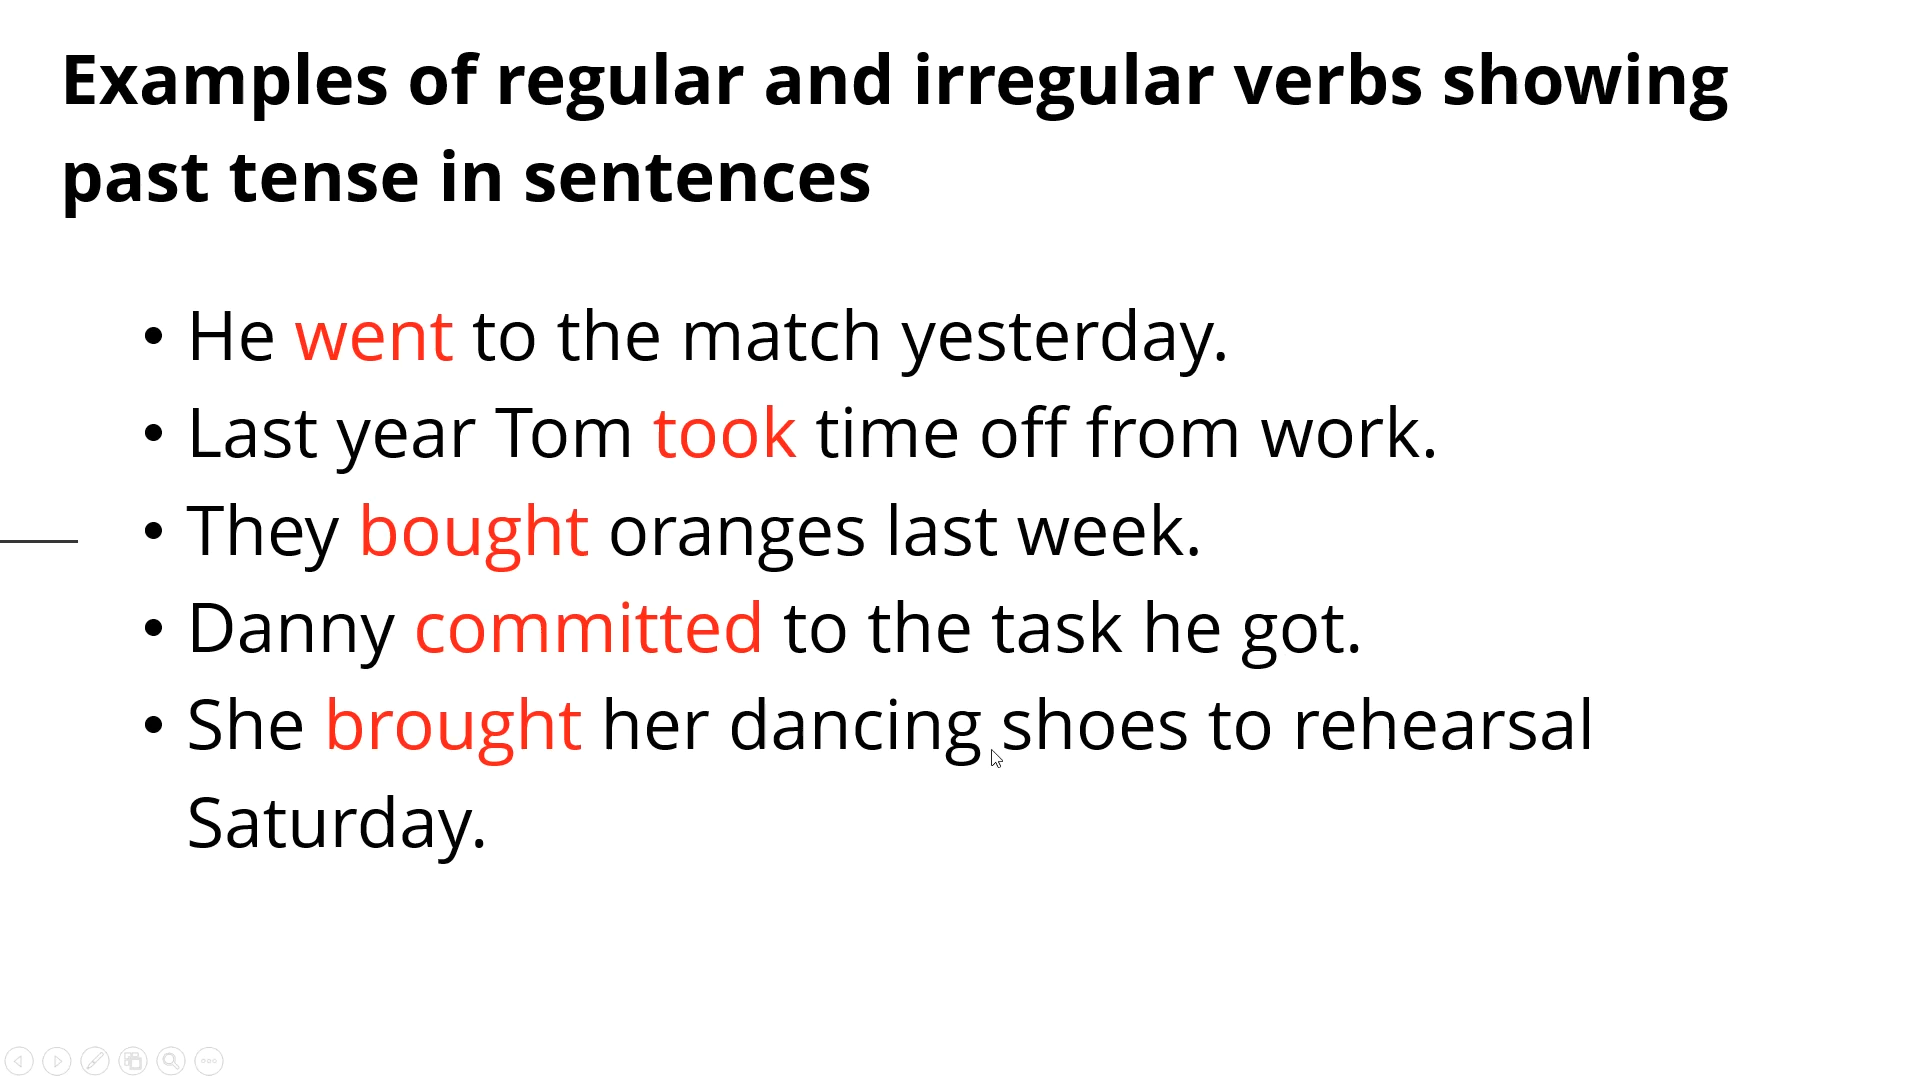 Examples of regular and irregular verbs showing
past tense in sentences
• He went to the match yesterday.
• Last year Tom took time off from work.
• They bought oranges last week.
• Danny committed to the task he got.
• She brought her dancing shoes to rehearsal
Saturday.